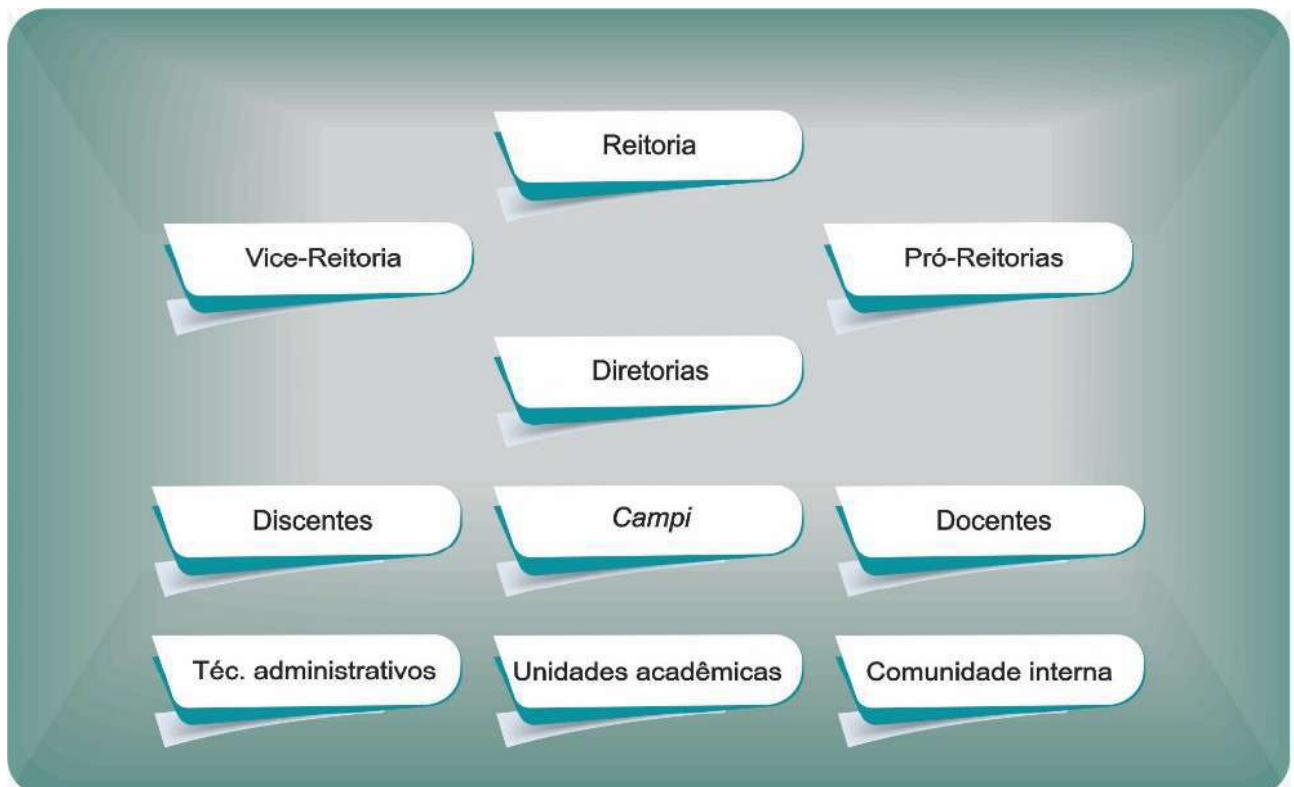 Reitoria
Vice-Reitoria
Pró-Reitorias
Diretorias
Discentes
Campi
Docentes
Téc. administrativos
Unidades acadêmicas
Comunidade interna